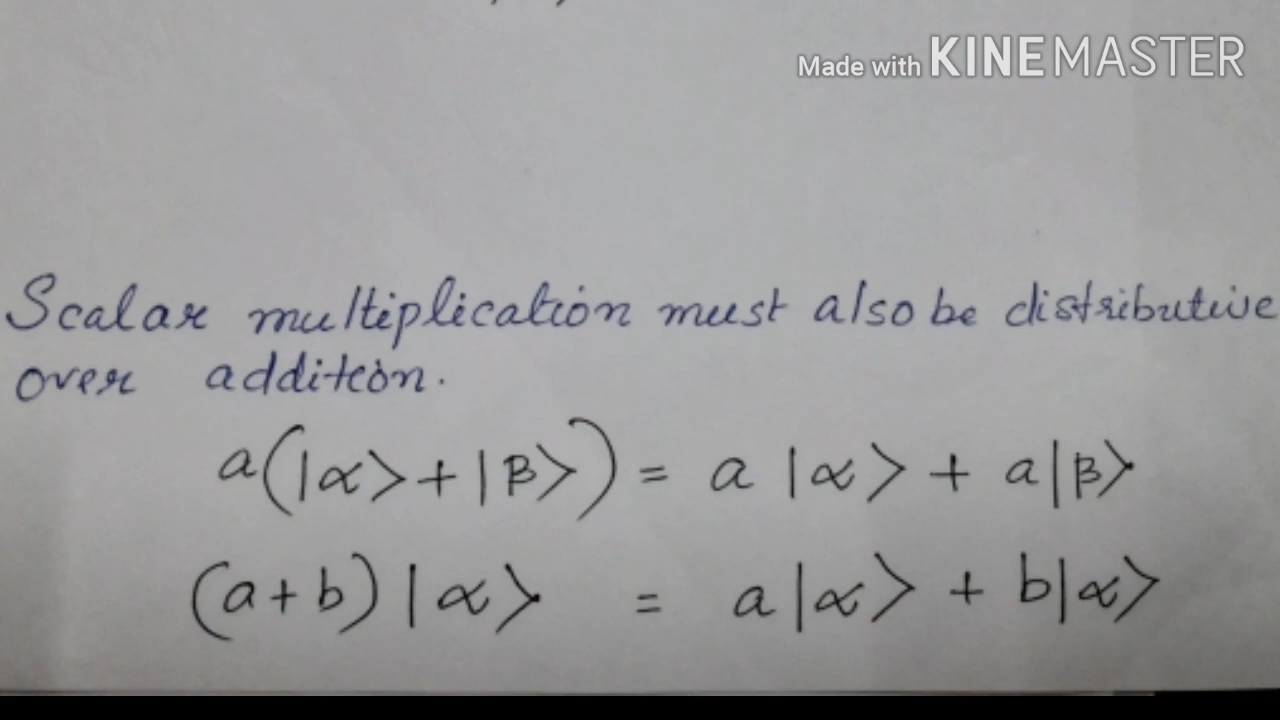 Made with KINEMASTER
Scalar multiplication must also be distributive
over addition.
a(|α> + |β>) = a |α> + a|β>
(a+b) |α> = a |α> + b|α>